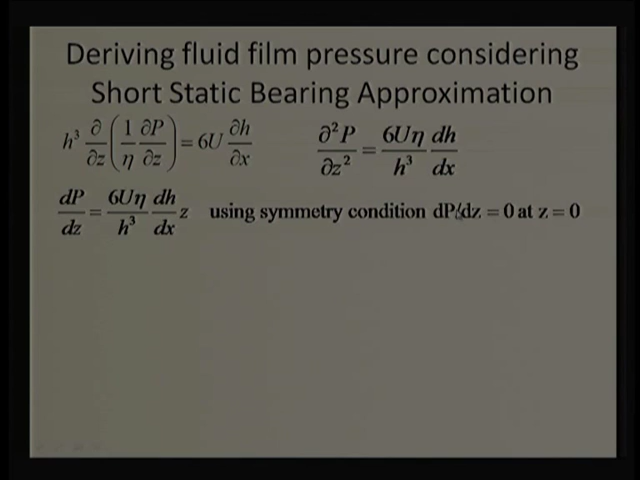 Deriving fluid film pressure considering
Short Static Bearing Approximation
h³ ∂/∂z (1/η ∂P/∂z) = 6U ∂h/∂x    ∂²P/∂z² = 6Uη/h³ dh/dx
dP/dz = 6Uη/h³ dh/dx z   using symmetry condition dP/dz = 0 at z = 0